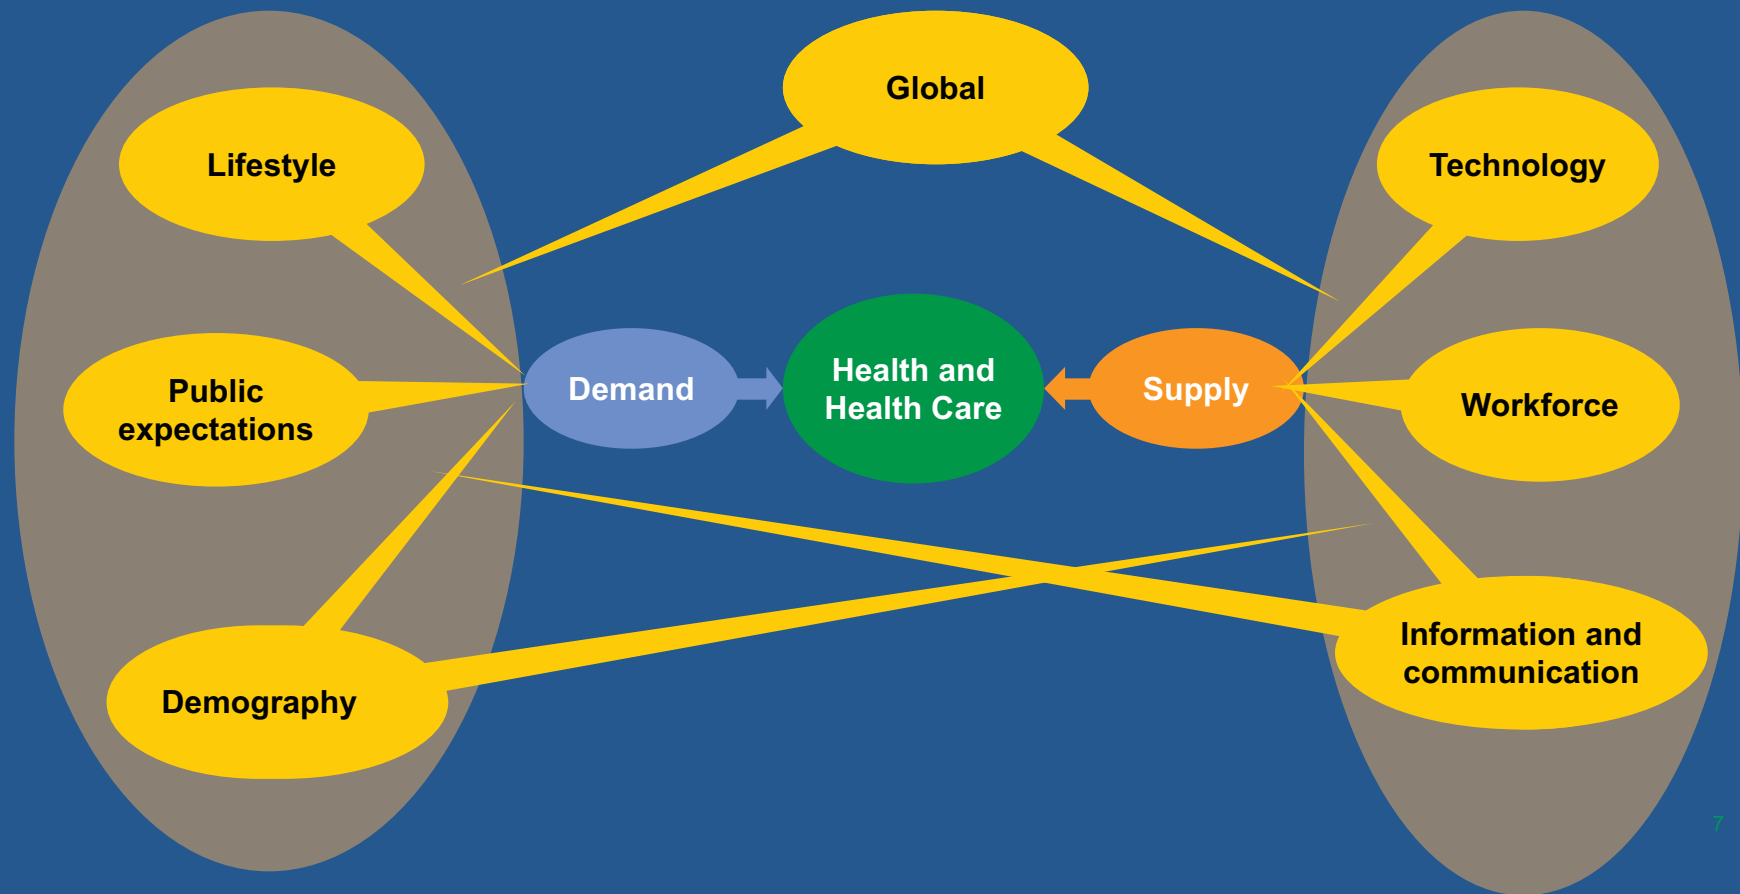 Global
Lifestyle
Technology
Public
expectations
Demand
Health and
Health Care
Supply
Workforce
Demography
Information and
communication
7